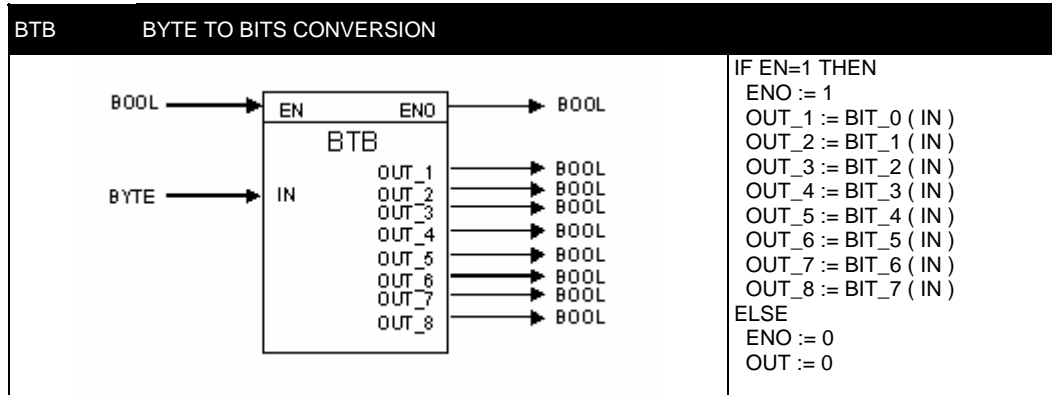 BTB BYTE TO BITS CONVERSION
BOOL EN ENO BOOL
BTB
OUT_1 BOOL
BYTE IN OUT_2 BOOL
OUT_3 BOOL
OUT_4 BOOL
OUT_5 BOOL
OUT_6 BOOL
OUT_7 BOOL
OUT_8 BOOL
IF EN=1 THEN
ENO := 1
OUT_1 := BIT_0 ( IN )
OUT_2 := BIT_1 ( IN )
OUT_3 := BIT_2 ( IN )
OUT_4 := BIT_3 ( IN )
OUT_5 := BIT_4 ( IN )
OUT_6 := BIT_5 ( IN )
OUT_7 := BIT_6 ( IN )
OUT_8 := BIT_7 ( IN )
ELSE
ENO := 0
OUT := 0